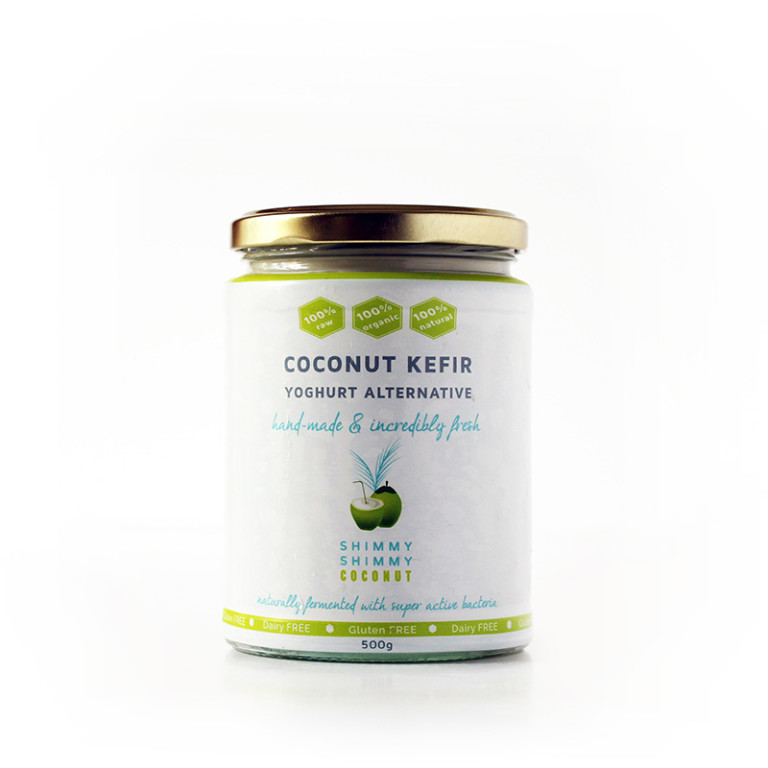 100% raw
100% organic
100% natural
COCONUT KEFIR
YOGHURT ALTERNATIVE
hand-made & incredibly fresh
SHIMMY
SHIMMY
COCONUT
naturally fermented with super active bacteria
FREE Dairy FREE Gluten FREE Dairy FREE
500g